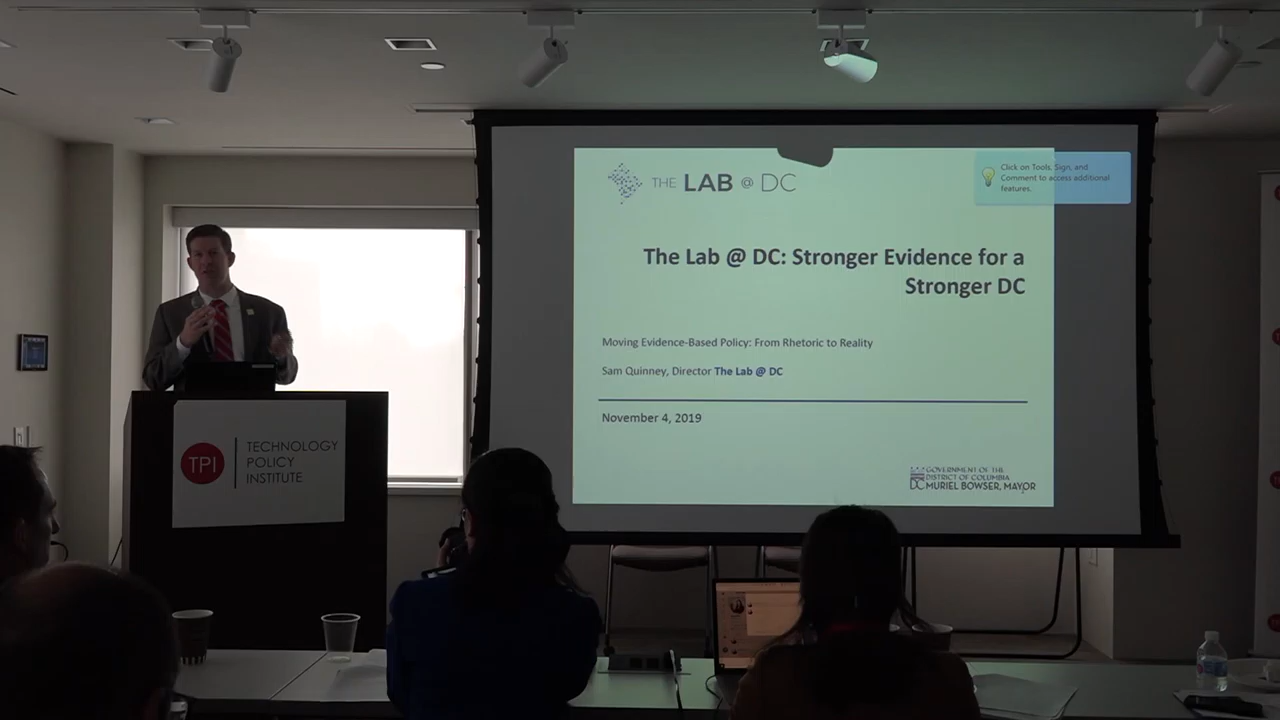 THE LAB @ DC
Click on Tools, Sign, and
Comment to access additional
features.
The Lab @ DC: Stronger Evidence for a
Stronger DC
Moving Evidence-Based Policy: From Rhetoric to Reality
Sam Quinney, Director The Lab @ DC
November 4, 2019
GOVERNMENT OF THE
DISTRICT OF COLUMBIA
DC MURIEL BOWSER, MAYOR
TPI
TECHNOLOGY
POLICY
INSTITUTE